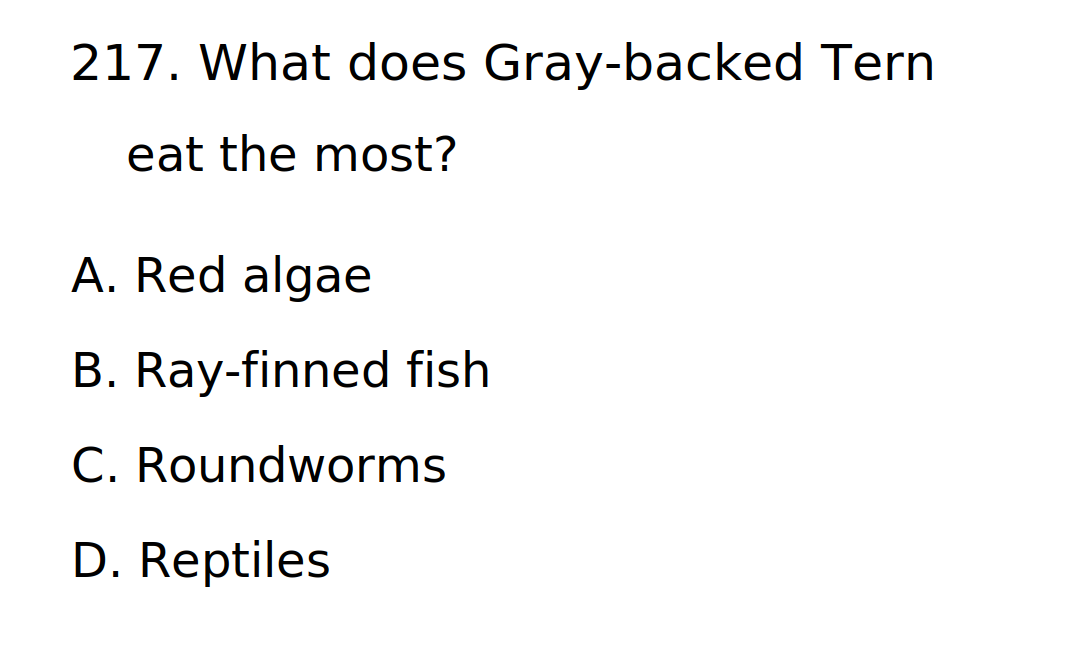 217. What does Gray-backed Tern
eat the most?
A. Red algae
B. Ray-finned fish
C. Roundworms
D. Reptiles